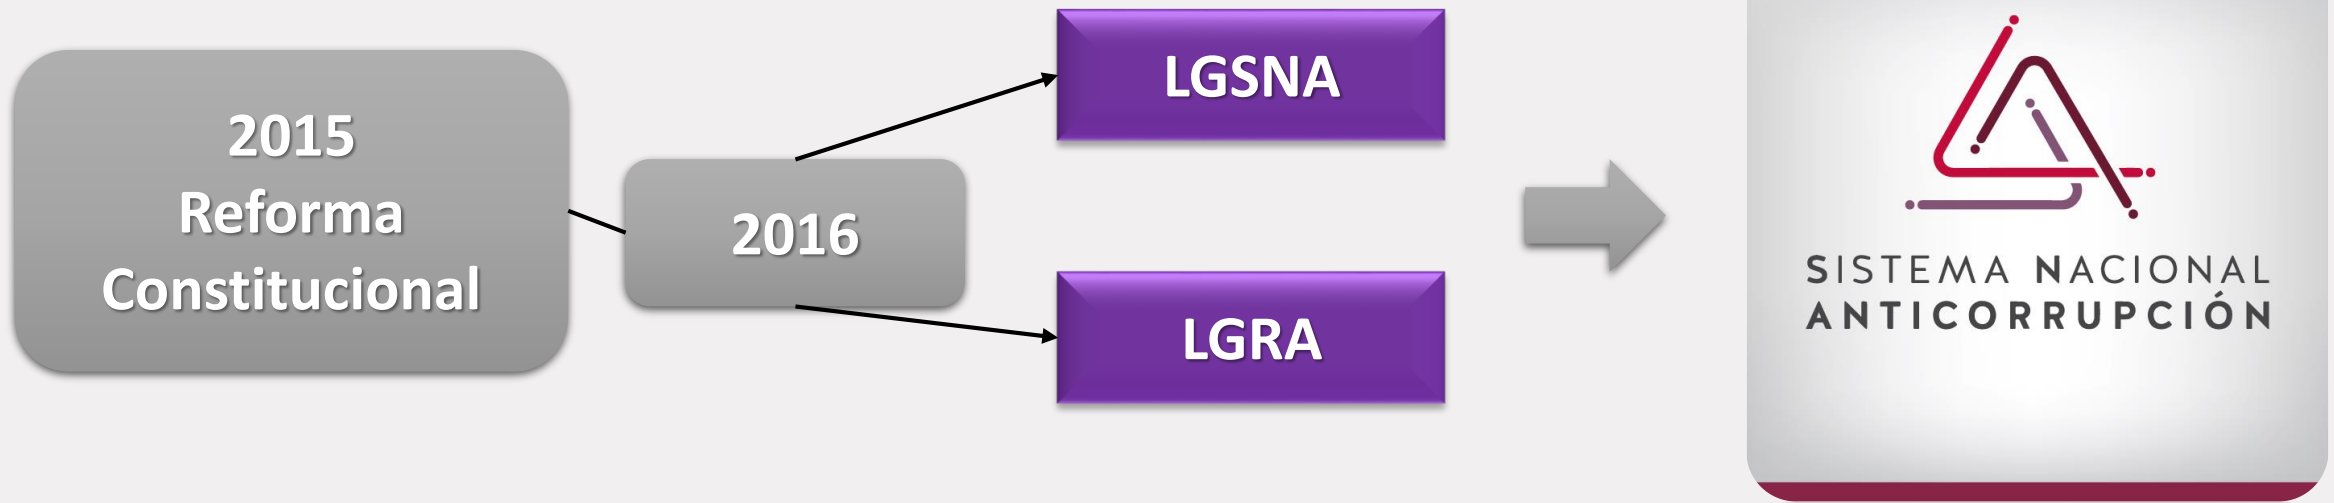 2015
Reforma
Constitucional
2016
LGSNA
LGRA
SISTEMA NACIONAL
ANTICORRUPCIÓN